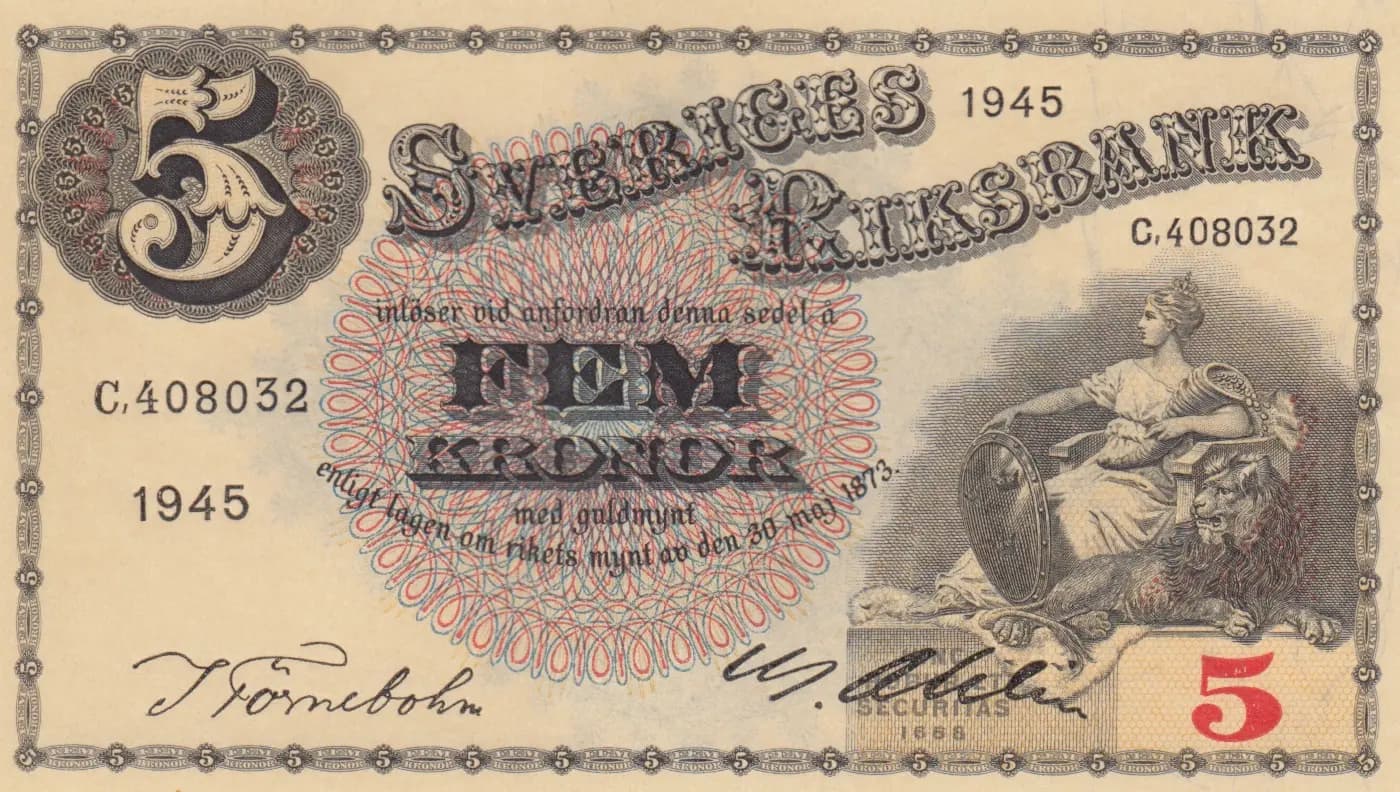 5
SVERIGES
RIKSBANK
1945
C,408032
inlöser vid anfordran denna sedel å
FEM
KRONOR
med guldmynt
enligt lagen om rikets mynt av den 30 maj 1873.
C,408032
1945
J Törnebohm
SECURITAS
1668
5